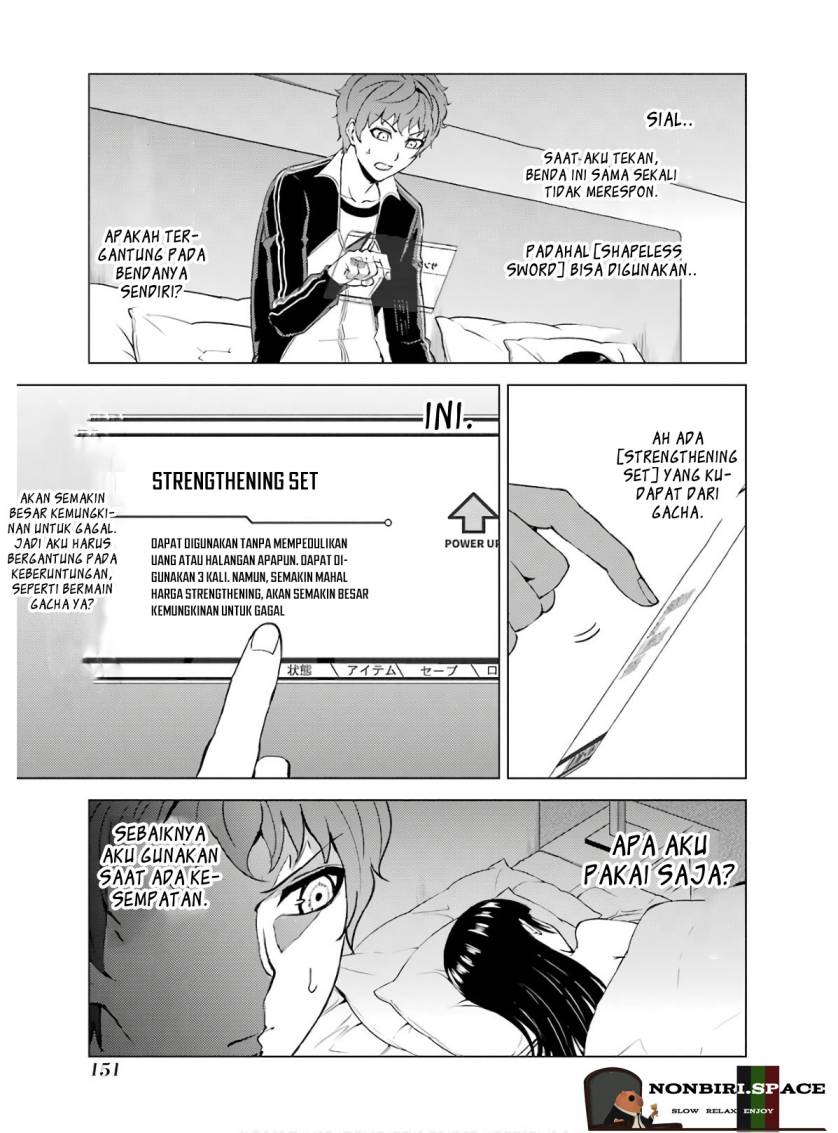 SIAL..
SAAT AKU TEKAN,
BENDA INI SAMA SEKALI
TIDAK MERESPON.
PADAHAL [SHAPELESS
SWORD] BISA DIGUNAKAN..
APAKAH TER-
GANTUNG PADA
BENDANYA
SENDIRI?
AH ADA
[STRENGTHENING
SET] YANG KU-
DAPAT DARI
GACHA.
INI.
STRENGTHENING SET
DAPAT DIGUNAKAN TANPA MEMPEDULIKAN
UANG ATAU HALANGAN APAPUN. DAPAT DI-
GUNAKAN 3 KALI. NAMUN, SEMAKIN MAHAL
HARGA STRENGTHENING, AKAN SEMAKIN BESAR
KEMUNGKINAN UNTUK GAGAL
POWER UP
状態 アイテム セーブ ロ
AKAN SEMAKIN
BESAR KEMUNGKI-
NAN UNTUK GAGAL.
JADI AKU HARUS
BERGANTUNG PADA
KEBERUNTUNGAN,
SEPERTI BERMAIN
GACHA YA?
APA AKU
PAKAI SAJA?
SEBAIKNYA
AKU GUNAKAN
SAAT ADA KE-
SEMPATAN.
151
NONBIRI.SPACE
SLOW RELAX ENJOY